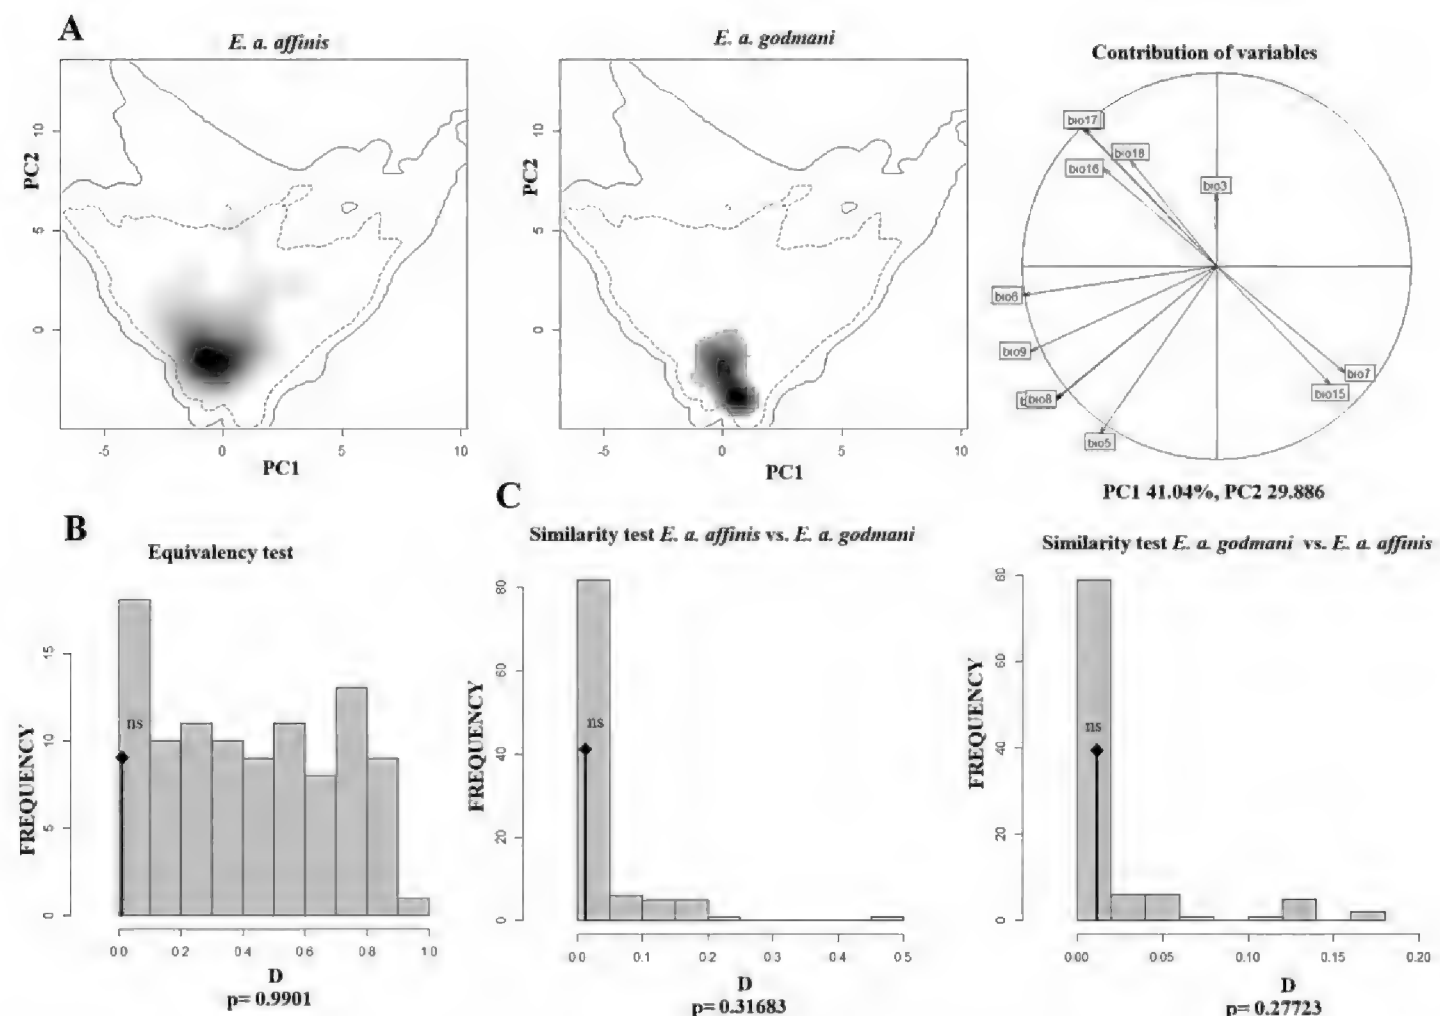 A
E. a. affinis
PC2
10
5
0
-5
0
5
10
PC1
E. a. godmani
PC2
10
5
0
-5
0
5
10
PC1
Contribution of variables
bio17
bio18
bio16
bio3
bio6
bio9
bio8
bio5
bio7
bio15
PC1 41.04%, PC2 29.886
B
Equivalency test
FREQUENCY
15
10
5
0
ns
0.0
0.2
0.4
0.6
0.8
1.0
D
p= 0.9901
C
Similarity test E. a. affinis vs. E. a. godmani
FREQUENCY
80
60
40
20
0
ns
0.0
0.1
0.2
0.3
0.4
0.5
D
p= 0.31683
Similarity test E. a. godmani vs. E. a. affinis
FREQUENCY
80
60
40
20
0
ns
0.00
0.05
0.10
0.15
0.20
D
p= 0.27723